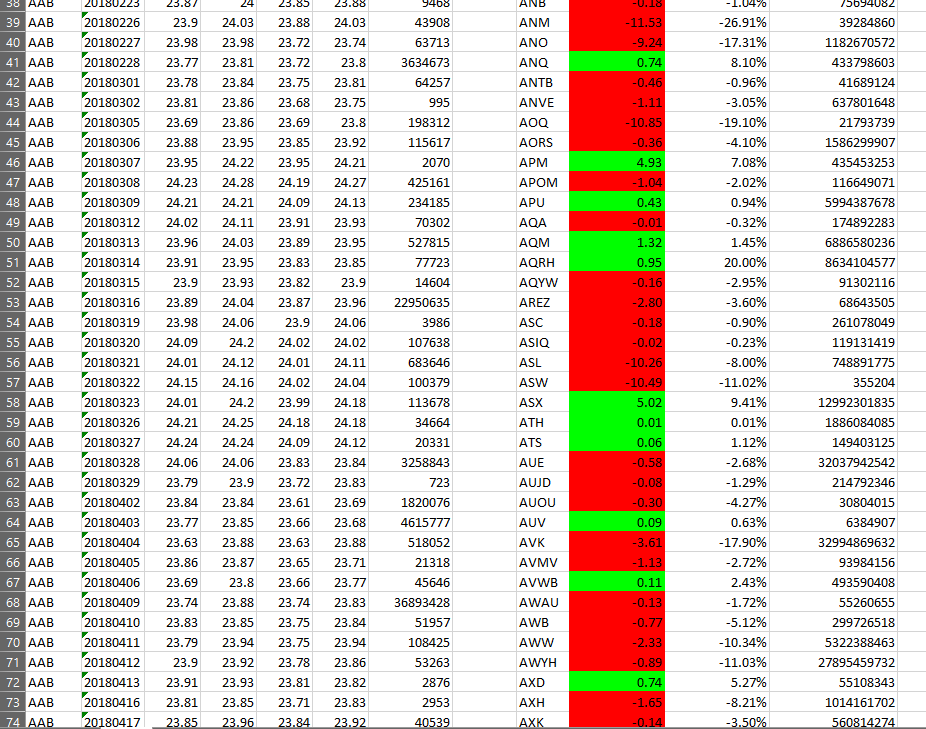 38 AAB 20180223 23.87 24 23.85 23.88 9468 ANB -0.18 -1.04% 75694082
39 AAB 20180226 23.9 24.03 23.88 24.03 43908 ANM -11.53 -26.91% 39284860
40 AAB 20180227 23.98 23.98 23.72 23.74 63713 ANO -9.24 -17.31% 1182670572
41 AAB 20180228 23.77 23.81 23.72 23.8 3634673 ANQ 0.74 8.10% 433798603
42 AAB 20180301 23.78 23.84 23.75 23.81 64257 ANTB -0.46 -0.96% 41689124
43 AAB 20180302 23.81 23.86 23.68 23.75 995 ANVE -1.11 -3.05% 637801648
44 AAB 20180305 23.69 23.86 23.69 23.8 198312 AOQ -10.85 -19.10% 21793739
45 AAB 20180306 23.88 23.95 23.85 23.92 115617 AORS -0.36 -4.10% 1586299907
46 AAB 20180307 23.95 24.22 23.95 24.21 2070 APM 4.93 7.08% 435453253
47 AAB 20180308 24.23 24.28 24.19 24.27 425161 APOM -1.04 -2.02% 116649071
48 AAB 20180309 24.21 24.21 24.09 24.13 234185 APU 0.43 0.94% 5994387678
49 AAB 20180312 24.02 24.11 23.91 23.93 70302 AQA -0.01 -0.32% 174892283
50 AAB 20180313 23.96 24.03 23.89 23.95 527815 AQM 1.32 1.45% 6886580236
51 AAB 20180314 23.91 23.95 23.83 23.85 77723 AQRH 0.95 20.00% 8634104577
52 AAB 20180315 23.9 23.93 23.82 23.9 14604 AQYW -0.16 -2.95% 91302116
53 AAB 20180316 23.89 24.04 23.87 23.96 22950635 AREZ -2.80 -3.60% 68643505
54 AAB 20180319 23.98 24.06 23.9 24.06 3986 ASC -0.18 -0.90% 261078049
55 AAB 20180320 24.09 24.2 24.02 24.02 107638 ASIQ -0.02 -0.23% 119131419
56 AAB 20180321 24.01 24.12 24.01 24.11 683646 ASL -10.26 -8.00% 748891775
57 AAB 20180322 24.15 24.16 24.02 24.04 100379 ASW -10.49 -11.02% 355204
58 AAB 20180323 24.01 24.2 23.99 24.18 113678 ASX 5.02 9.41% 12992301835
59 AAB 20180326 24.21 24.25 24.18 24.18 34664 ATH 0.01 0.01% 1886084085
60 AAB 20180327 24.24 24.24 24.09 24.12 20331 ATS 0.06 1.12% 149403125
61 AAB 20180328 24.06 24.06 23.83 23.84 3258843 AUE -0.58 -2.68% 32037942542
62 AAB 20180329 23.79 23.9 23.72 23.83 723 AUJD -0.08 -1.29% 214792346
63 AAB 20180402 23.84 23.84 23.61 23.69 1820076 AUOU -0.30 -4.27% 30804015
64 AAB 20180403 23.77 23.85 23.66 23.68 4615777 AUV 0.09 0.63% 6384907
65 AAB 20180404 23.63 23.88 23.63 23.88 518052 AVK -3.61 -17.90% 32994869632
66 AAB 20180405 23.86 23.87 23.65 23.71 21318 AVMV -1.13 -2.72% 93984156
67 AAB 20180406 23.69 23.8 23.66 23.77 45646 AVWB 0.11 2.43% 493590408
68 AAB 20180409 23.74 23.88 23.74 23.83 36893428 AWAU -0.13 -1.72% 55260655
69 AAB 20180410 23.83 23.85 23.75 23.84 51957 AWB -0.77 -5.12% 299726518
70 AAB 20180411 23.79 23.94 23.75 23.94 108425 AWW -2.33 -10.34% 5322388463
71 AAB 20180412 23.9 23.92 23.78 23.86 53263 AWYH -0.89 -11.03% 27895459732
72 AAB 20180413 23.91 23.93 23.81 23.82 2876 AXD 0.74 5.27% 55108343
73 AAB 20180416 23.81 23.85 23.71 23.83 2953 AXH -1.65 -8.21% 1014161702
74 AAB 20180417 23.85 23.96 23.84 23.92 40539 AXK -0.14 -3.50% 560814274